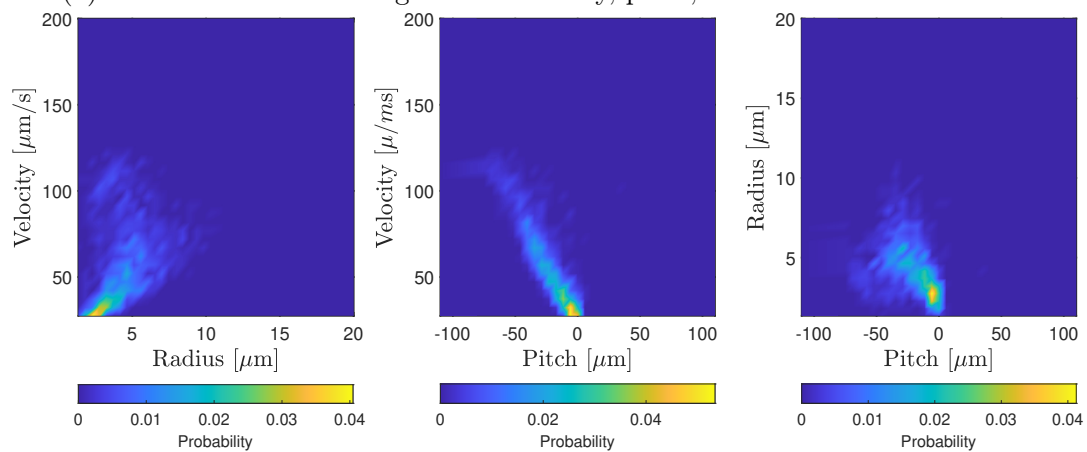 200
150
100
50
Velocity [μm/s]
5 10 15 20
Radius [μm]
0 0.01 0.02 0.03 0.04
Probability
200
150
100
50
Velocity [μ/ms]
-100 -50 0 50 100
Pitch [μm]
0 0.02 0.04
Probability
20
15
10
5
Radius [μm]
-100 -50 0 50 100
Pitch [μm]
0 0.01 0.02 0.03 0.04
Probability